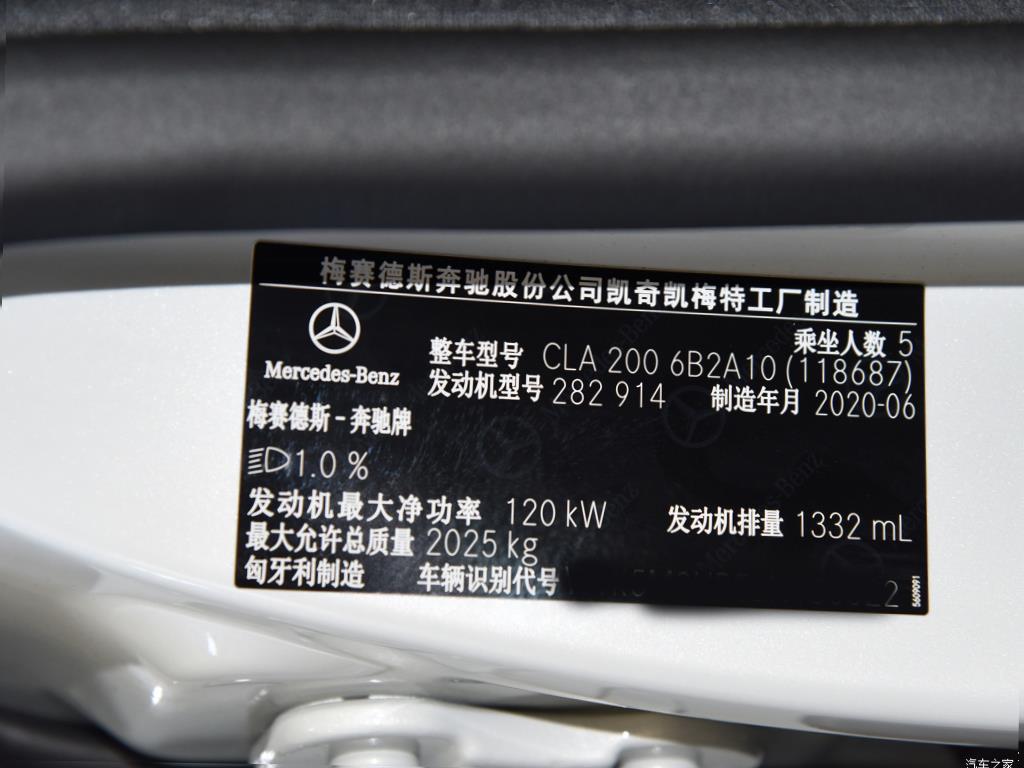 梅赛德斯奔驰股份公司凯奇凯梅特工厂制造
乘坐人数 5
Mercedes-Benz
整车型号 CLA 200 6B2A10 (118687)
发动机型号 282 914 制造年月 2020-06
梅赛德斯-奔驰牌
1.0 %
发动机最大净功率 120 kW 发动机排量 1332 mL
最大允许总质量 2025 kg
匈牙利制造 车辆识别代号
5609091
汽车之家